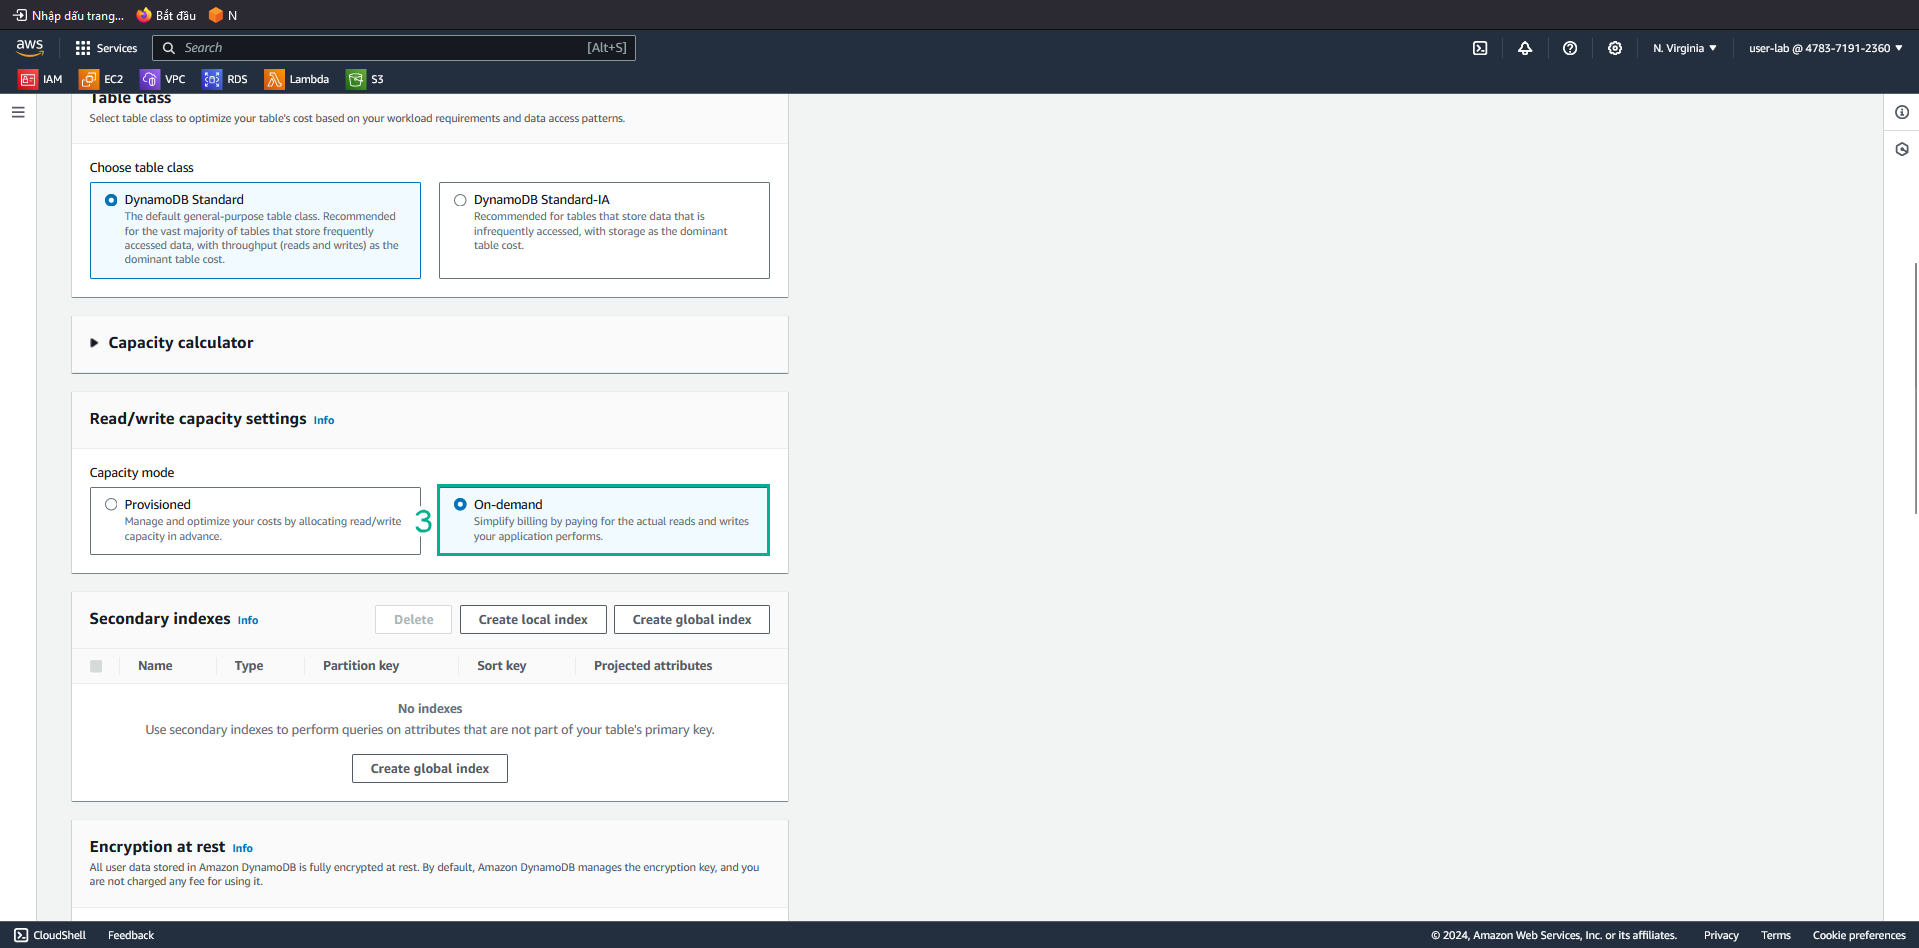 Nhập dấu trang...
Bắt đầu
N
aws
Services
Search
[Alt+S]
N. Virginia
user-lab @ 4783-7191-2360
IAM
EC2
VPC
RDS
Lambda
S3
Table class
Select table class to optimize your table's cost based on your workload requirements and data access patterns.
Choose table class
DynamoDB Standard
The default general-purpose table class. Recommended
for the vast majority of tables that store frequently
accessed data, with throughput (reads and writes) as the
dominant table cost.
DynamoDB Standard-IA
Recommended for tables that store data that is
infrequently accessed, with storage as the dominant
table cost.
Capacity calculator
Read/write capacity settings Info
Capacity mode
Provisioned
Manage and optimize your costs by allocating read/write
capacity in advance.
3
On-demand
Simplify billing by paying for the actual reads and writes
your application performs.
Secondary indexes Info
Delete
Create local index
Create global index
Name
Type
Partition key
Sort key
Projected attributes
No indexes
Use secondary indexes to perform queries on attributes that are not part of your table's primary key.
Create global index
Encryption at rest Info
All user data stored in Amazon DynamoDB is fully encrypted at rest. By default, Amazon DynamoDB manages the encryption key, and you
are not charged any fee for using it.
CloudShell
Feedback
© 2024, Amazon Web Services, Inc. or its affiliates.
Privacy
Terms
Cookie preferences